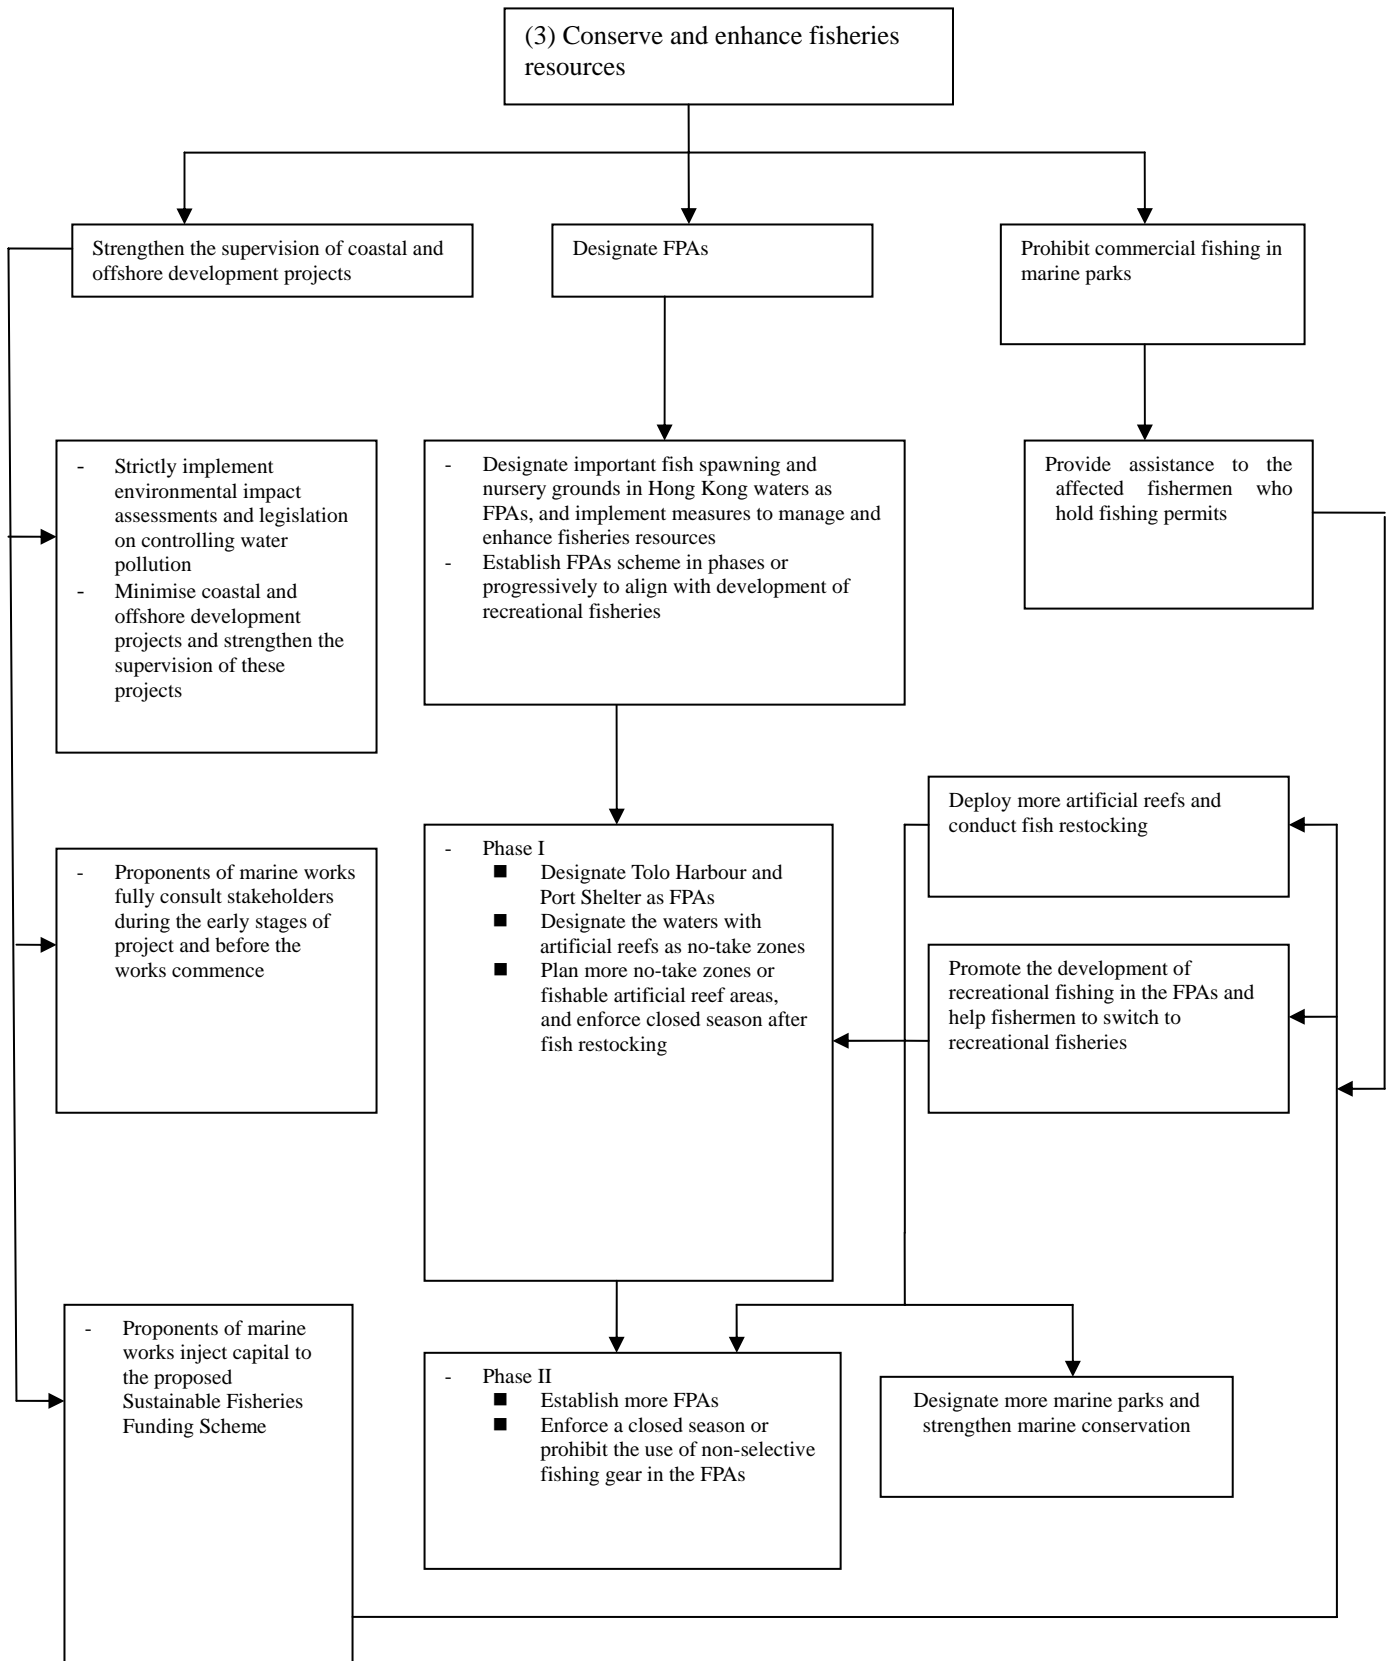 (3) Conserve and enhance fisheries
resources
Strengthen the supervision of coastal and
offshore development projects
Designate FPAs
Prohibit commercial fishing in
marine parks
- Strictly implement
environmental impact
assessments and legislation
on controlling water
pollution
- Minimise coastal and
offshore development
projects and strengthen the
supervision of these
projects
- Designate important fish spawning and
nursery grounds in Hong Kong waters as
FPAs, and implement measures to manage and
enhance fisheries resources
- Establish FPAs scheme in phases or
progressively to align with development of
recreational fisheries
Provide assistance to the
affected fishermen who
hold fishing permits
- Proponents of marine works
fully consult stakeholders
during the early stages of
project and before the
works commence
- Phase I
■ Designate Tolo Harbour and
Port Shelter as FPAs
■ Designate the waters with
artificial reefs as no-take zones
■ Plan more no-take zones or
fishable artificial reef areas,
and enforce closed season after
fish restocking
Deploy more artificial reefs and
conduct fish restocking
Promote the development of
recreational fishing in the FPAs and
help fishermen to switch to
recreational fisheries
- Proponents of marine
works inject capital to
the proposed
Sustainable Fisheries
Funding Scheme
- Phase II
■ Establish more FPAs
■ Enforce a closed season or
prohibit the use of non-selective
fishing gear in the FPAs
Designate more marine parks and
strengthen marine conservation